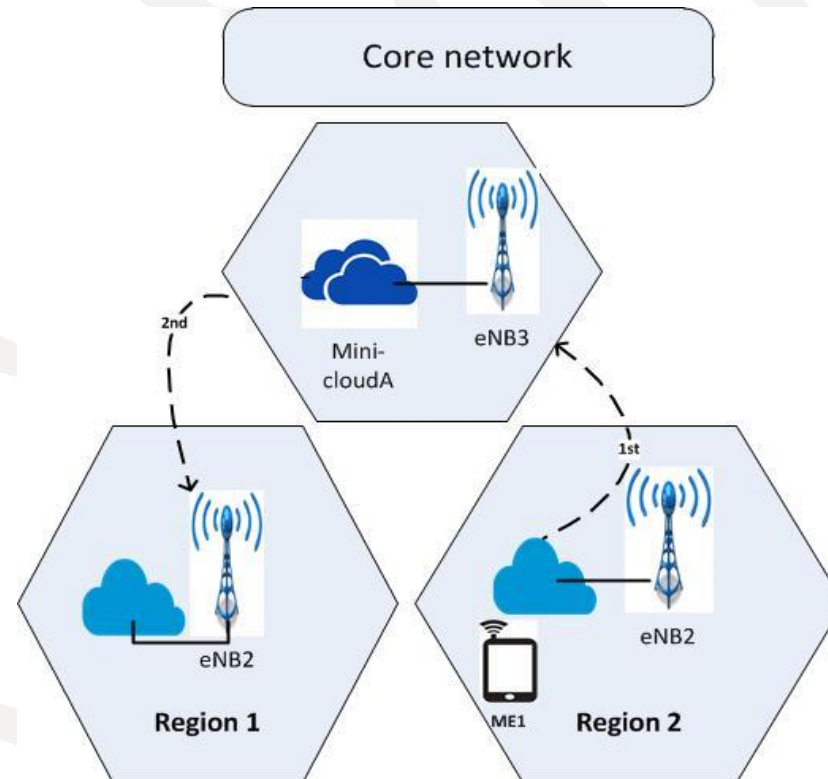 Core network
2nd
eNB3
Mini-
cloudA
1st
eNB2
eNB2
ME1
Region 1
Region 2